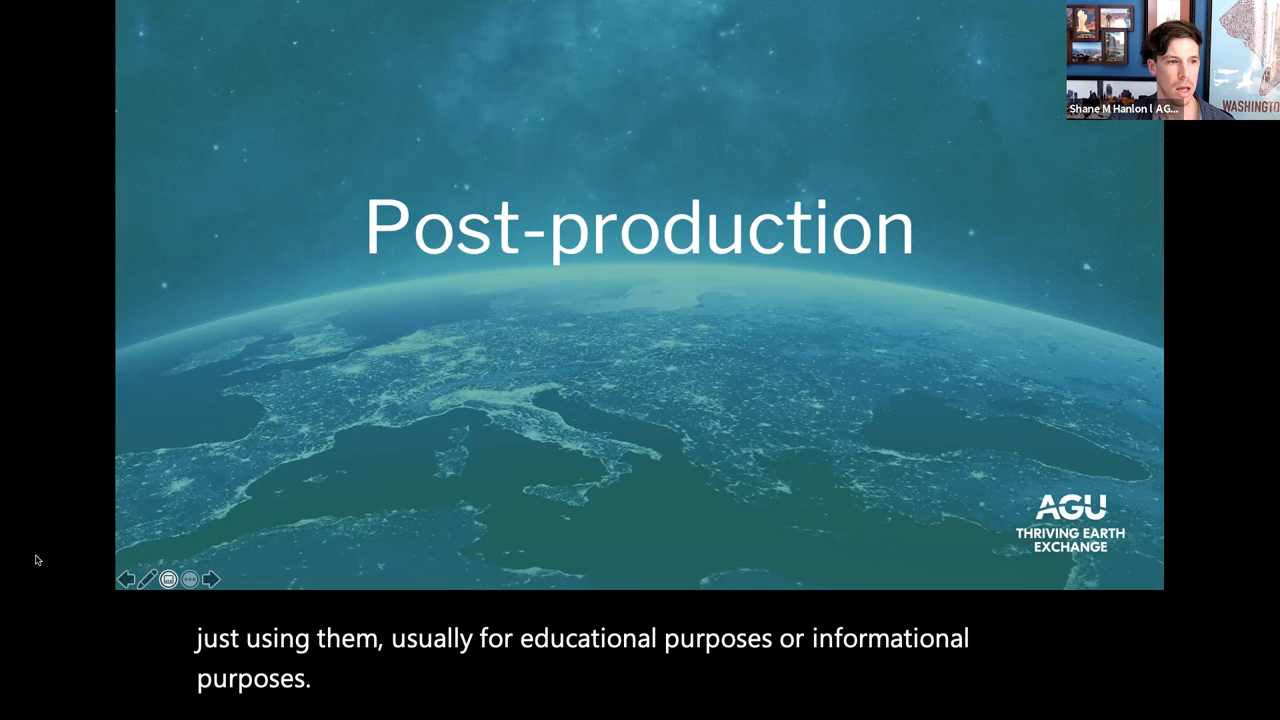 Shane M Hanlon l AG...
WASHINGTO
Post-production
AGU
THRIVING EARTH
EXCHANGE
just using them, usually for educational purposes or informational
purposes.